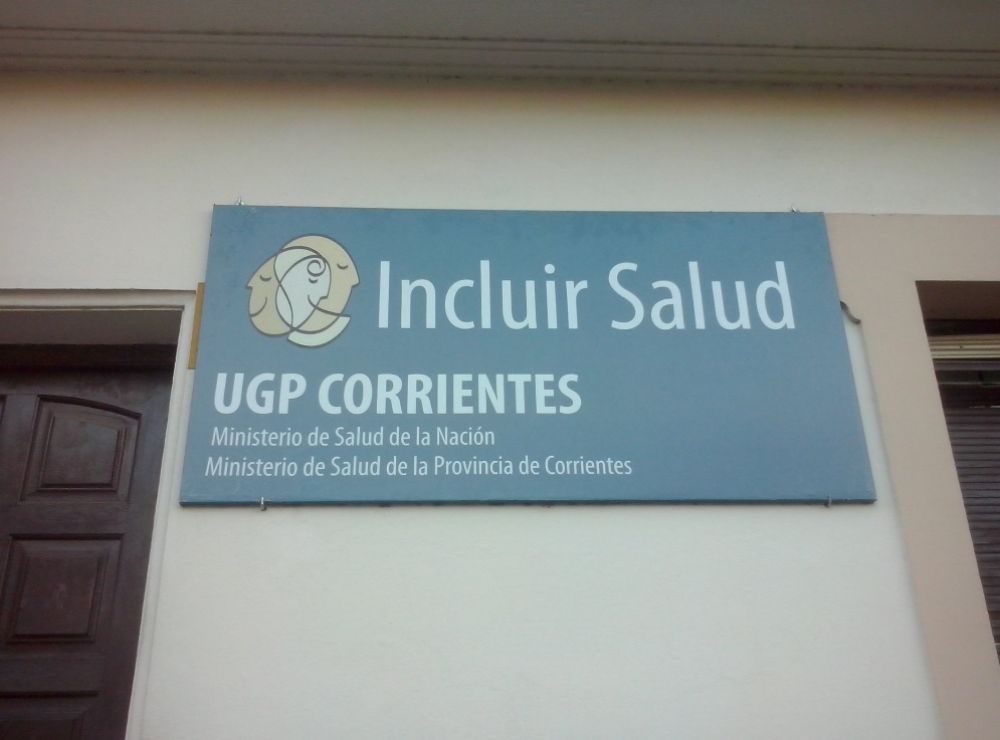 Incluir Salud
UGP CORRIENTES
Ministerio de Salud de la Nación
Ministerio de Salud de la Provincia de Corrientes